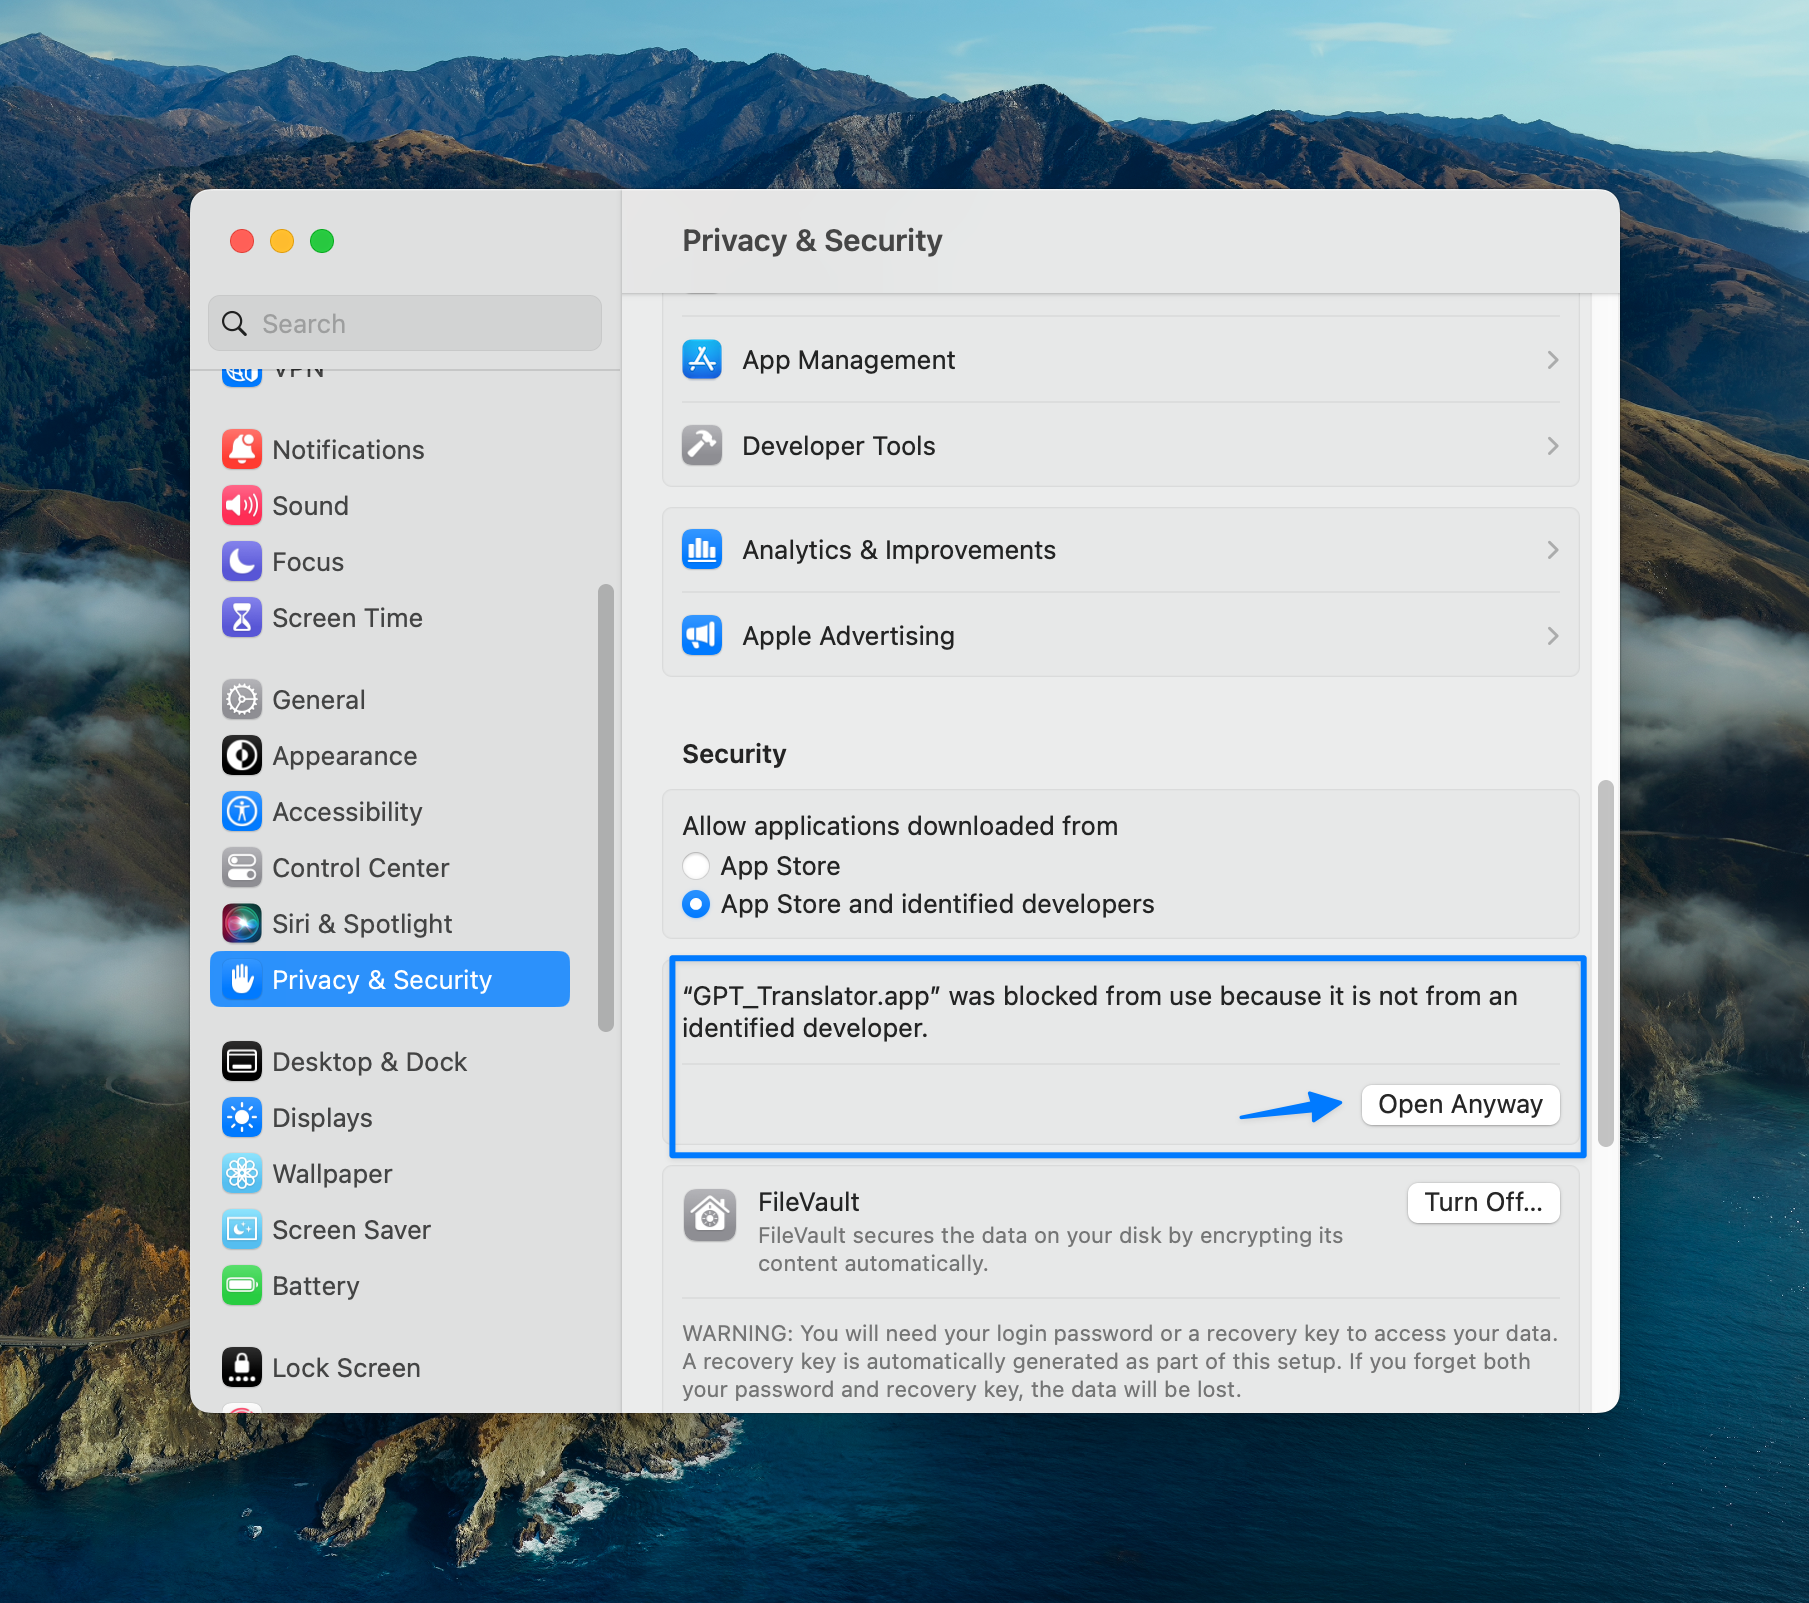 Search
VPN
Notifications
Sound
Focus
Screen Time
General
Appearance
Accessibility
Control Center
Siri & Spotlight
Privacy & Security
Desktop & Dock
Displays
Wallpaper
Screen Saver
Battery
Lock Screen
Privacy & Security
App Management
Developer Tools
Analytics & Improvements
Apple Advertising
Security
Allow applications downloaded from
App Store
App Store and identified developers
“GPT_Translator.app” was blocked from use because it is not from an
identified developer.
Open Anyway
FileVault
Turn Off...
FileVault secures the data on your disk by encrypting its
content automatically.
WARNING: You will need your login password or a recovery key to access your data.
A recovery key is automatically generated as part of this setup. If you forget both
your password and recovery key, the data will be lost.